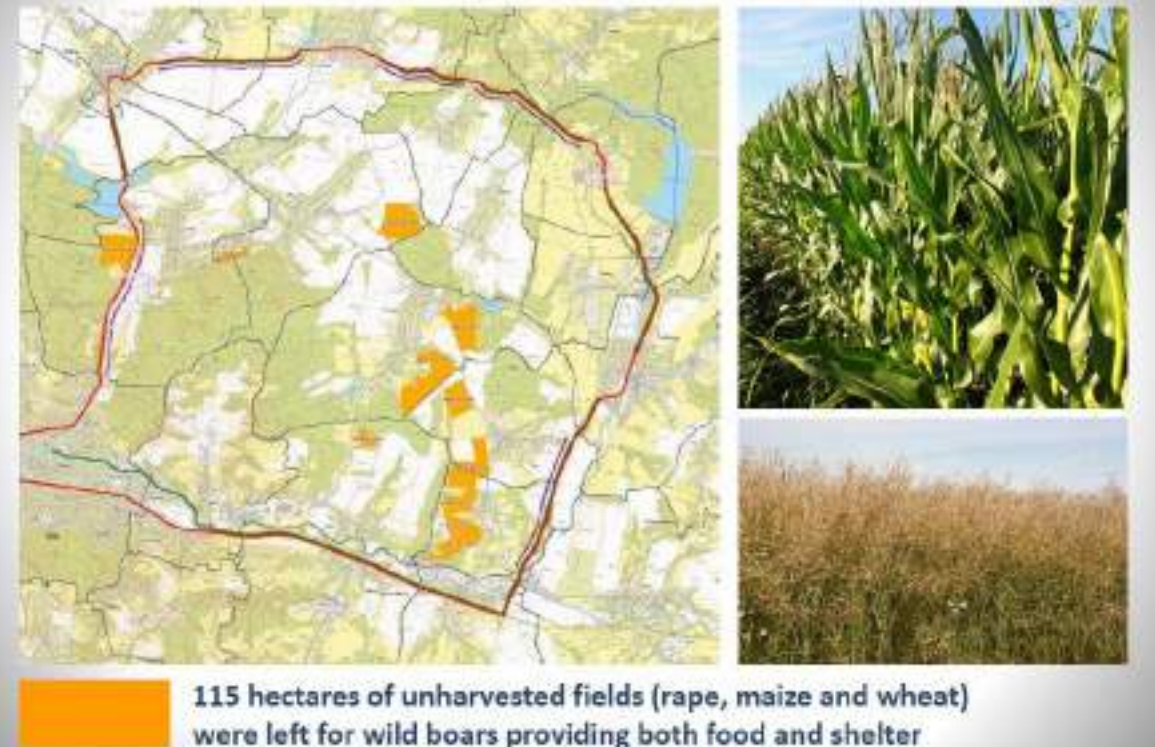 115 hectares of unharvested fields (rape, maize and wheat)
were left for wild boars providing both food and shelter